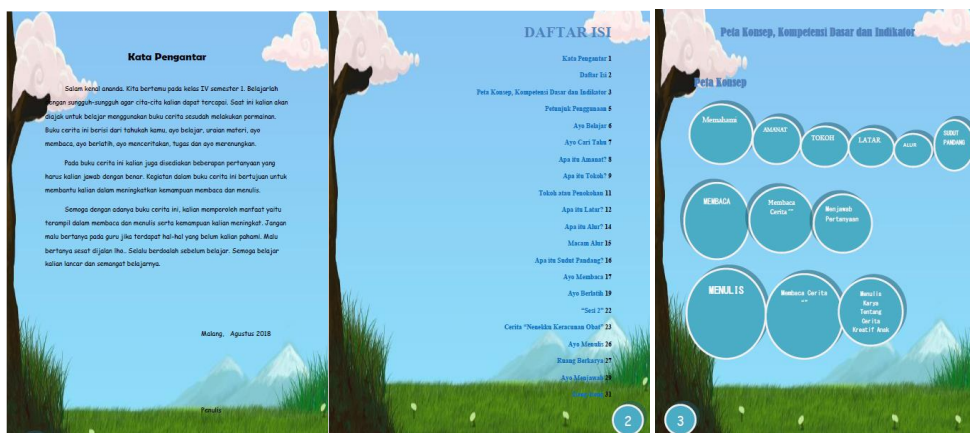 Kata Pengantar
Salam kenal ananda. Kita bertemu pada kelas IV semester 1. Belajarlah
dengan sungguh-sungguh agar cita-cita kalian dapat tercapai. Saat ini kalian akan
diajak untuk belajar menggunakan buku cerita sesudah melakukan permainan.
Buku cerita ini berisi dari tahukah kamu, ayo belajar, uraian materi, ayo
membaca, ayo berlatih, ayo menceritakan, tugas dan ayo merenungkan.
Pada buku cerita ini kalian juga disediakan beberapan pertanyaan yang
harus kalian jawab dengan benar. Kegiatan dalam buku cerita ini bertujuan untuk
membantu kalian dalam meningkatkan kemampuan membaca dan menulis.
Semoga dengan adanya buku cerita ini, kalian memperoleh manfaat yaitu
terampil dalam membaca dan menulis serta kemampuan kalian meningkat. Jangan
malu bertanya pada guru jika terdapat hal-hal yang belum kalian pahami. Malu
bertanya sesat dijalan lho.. Selalu berdoalah sebelum belajar. Semoga belajar
kalian lancar dan semangat belajarnya.
Malang, Agustus 2018
Penulis
DAFTAR ISI
Kata Pengantar 1
Daftar Isi 2
Peta Konsep, Kompetensi Dasar dan Indikator 3
Petunjuk Penggunaan 5
Ayo Belajar 6
Ayo Cari Tahu 7
Apa itu Amanat? 8
Apa itu Tokoh? 9
Tokoh atau Penokohan 11
Apa itu Latar? 12
Apa itu Alur? 14
Macam Alur 15
Apa itu Sudut Pandang? 16
Ayo Membaca 17
Ayo Berlatih 19
"Sesi 2" 22
Cerita "Nenekku Keracunan Obat" 23
Ayo Menulis 26
Ruang Berkarya 27
Ayo Menjawab 29
31
2
Peta Konsep, Kompetensi Dasar dan Indikator
Peta Konsep
Memahami
AMANAT
TOKOH
LATAR
ALUR
SUDUT
PANDANG
MEMBACA
Membaca
Cerita ""
Menjawab
Pertanyaan
MENULIS
Membaca Cerita
""
Menulis
Karya
Tentang
Cerita
Kreatif Anak
3